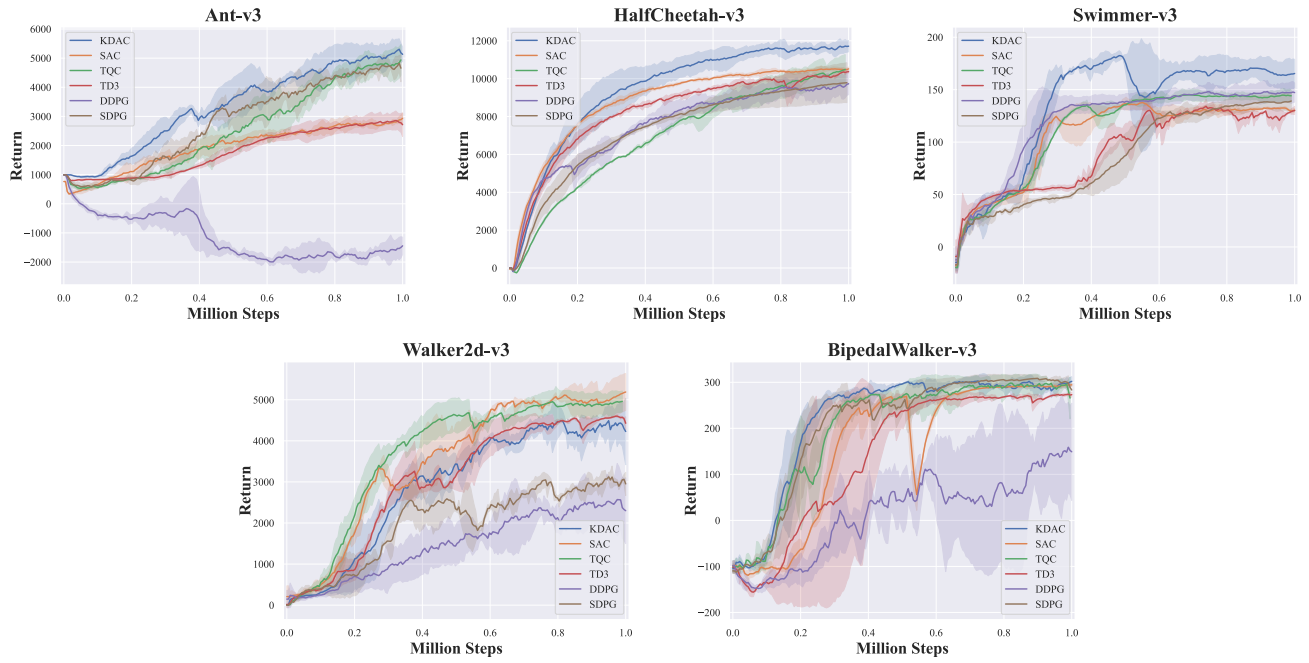 Ant-v3
6000
5000
4000
3000
2000
1000
0
−1000
−2000
Return
KDAC
SAC
TQC
TD3
DDPG
SDPG
0.0 0.2 0.4 0.6 0.8 1.0
Million Steps
HalfCheetah-v3
12000
10000
8000
6000
4000
2000
0
Return
KDAC
SAC
TQC
TD3
DDPG
SDPG
0.0 0.2 0.4 0.6 0.8 1.0
Million Steps
Swimmer-v3
200
150
100
50
0
Return
KDAC
SAC
TQC
TD3
DDPG
SDPG
0.0 0.2 0.4 0.6 0.8 1.0
Million Steps
Walker2d-v3
5000
4000
3000
2000
1000
0
Return
KDAC
SAC
TQC
TD3
DDPG
SDPG
0.0 0.2 0.4 0.6 0.8 1.0
Million Steps
BipedalWalker-v3
300
200
100
0
−100
−200
Return
KDAC
SAC
TQC
TD3
DDPG
SDPG
0.0 0.2 0.4 0.6 0.8 1.0
Million Steps